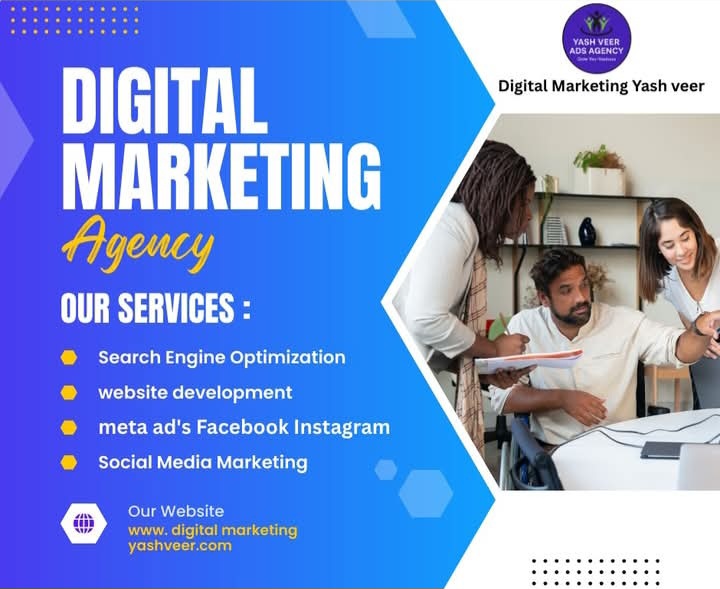 YASH VEER
ADS AGENCY
Grow Your Business
Digital Marketing Yash veer
DIGITAL
MARKETING
Agency
OUR SERVICES :
Search Engine Optimization
website development
meta ad's Facebook Instagram
Social Media Marketing
Our Website
www. digital marketing
yashveer.com